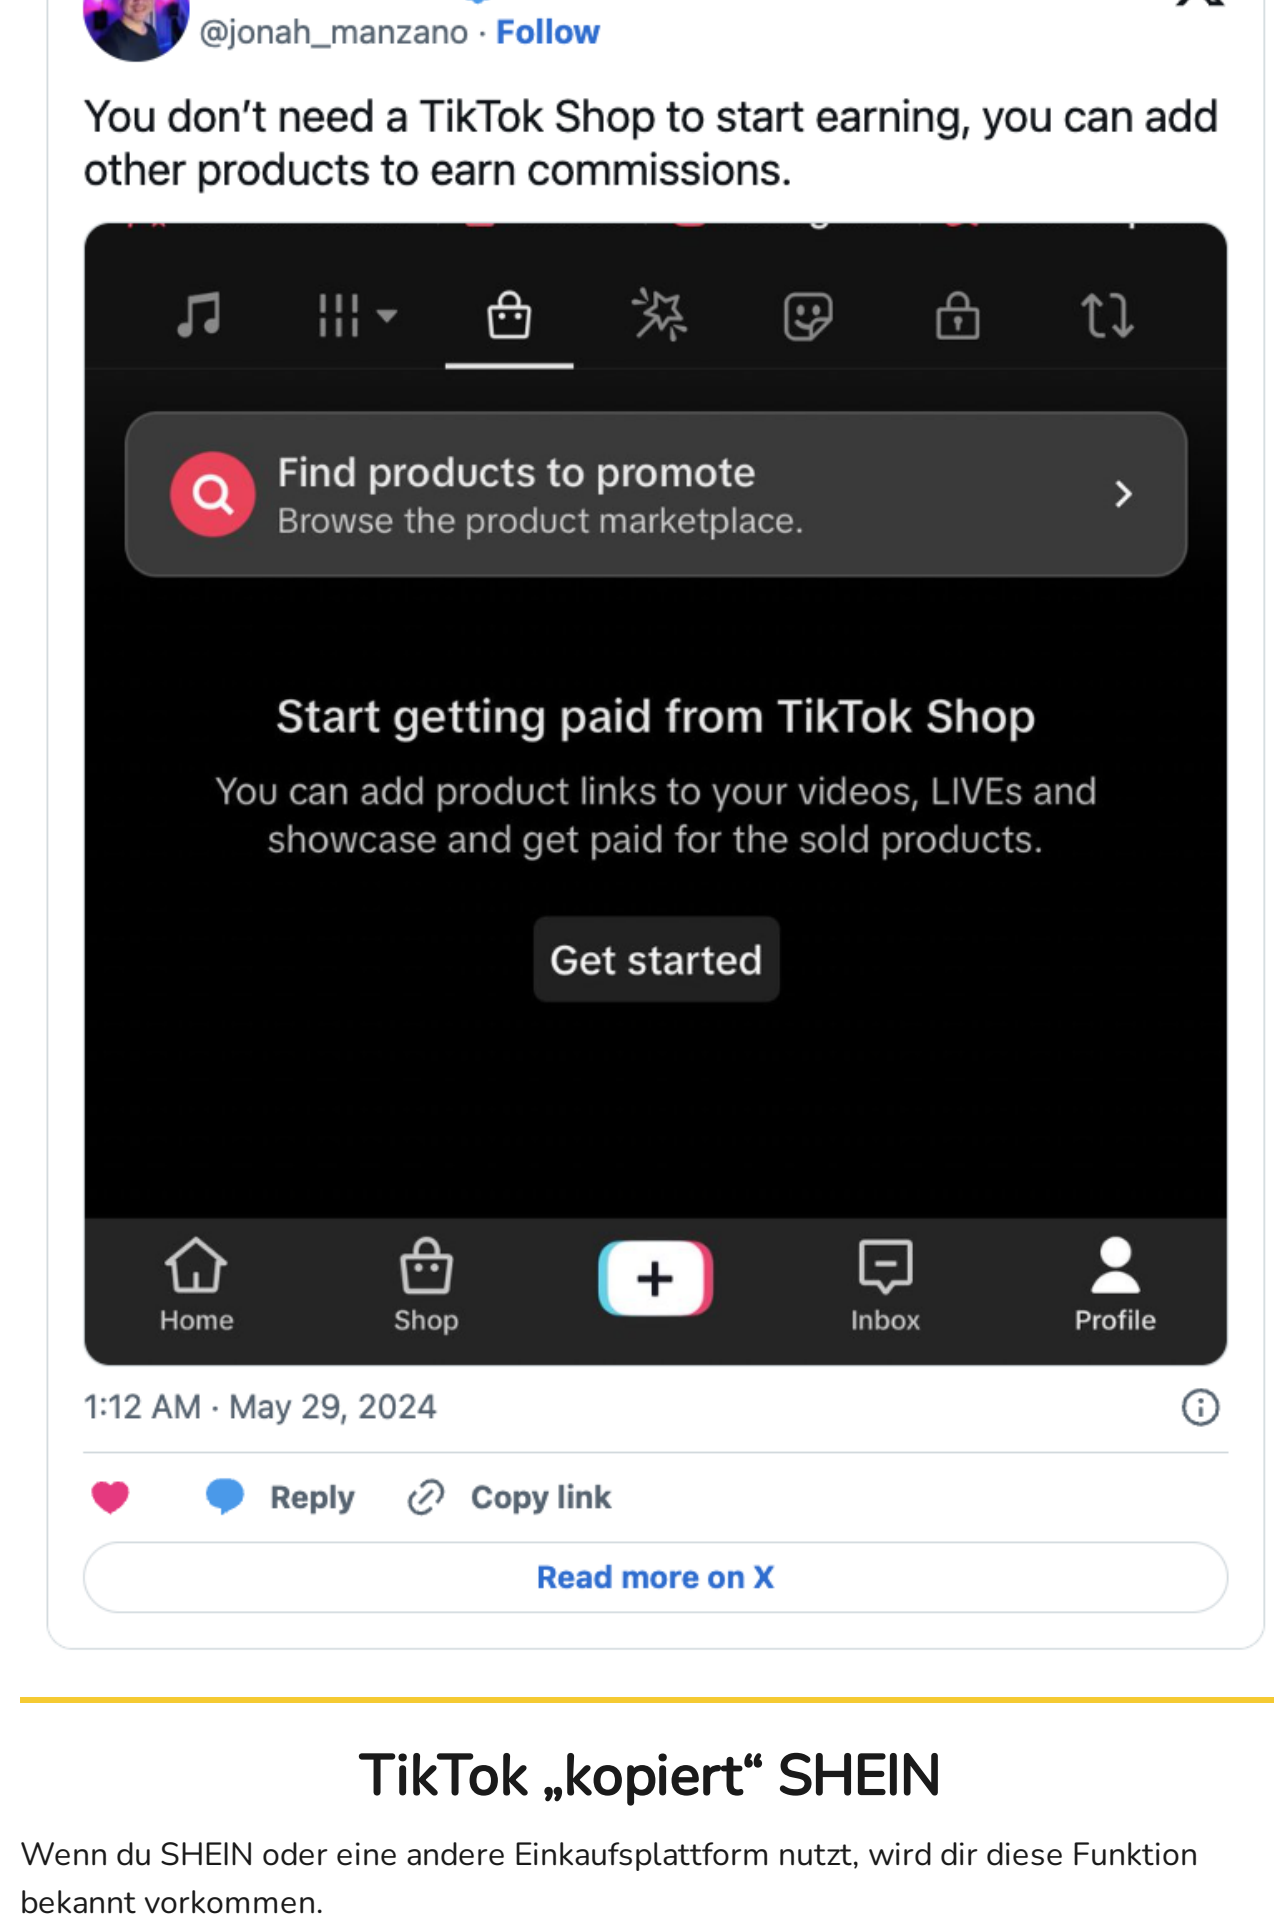 @jonah_manzano · Follow
You don’t need a TikTok Shop to start earning, you can add
other products to earn commissions.
Find products to promote
Browse the product marketplace.
Start getting paid from TikTok Shop
You can add product links to your videos, LIVEs and
showcase and get paid for the sold products.
Get started
Home
Shop
Inbox
Profile
1:12 AM · May 29, 2024
Reply
Copy link
Read more on X
TikTok „kopiert“ SHEIN
Wenn du SHEIN oder eine andere Einkaufsplattform nutzt, wird dir diese Funktion
bekannt vorkommen.